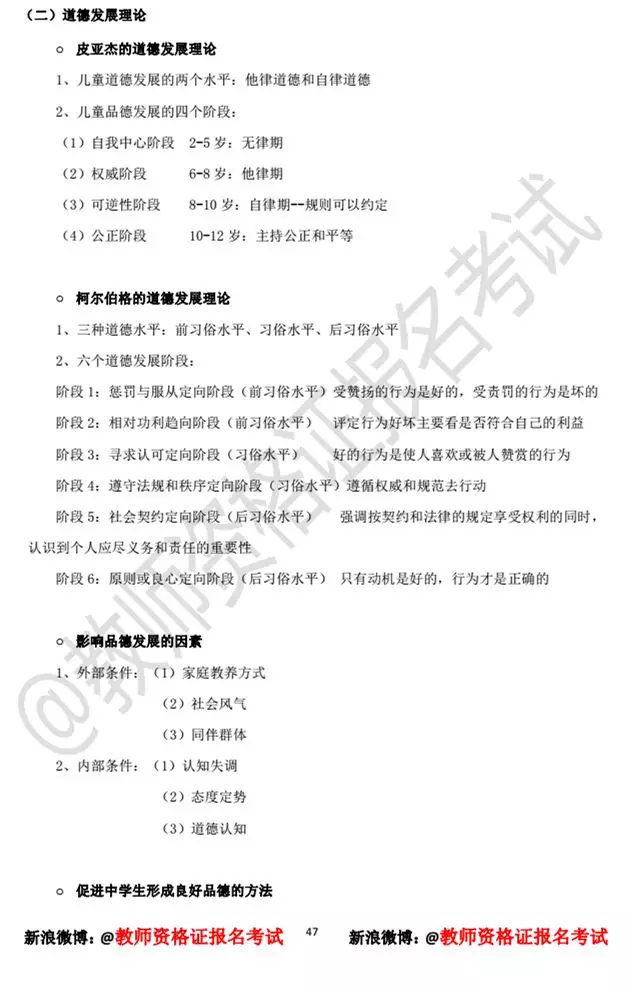 （二）道德发展理论
○ 皮亚杰的道德发展理论
1、儿童道德发展的两个水平：他律道德和自律道德
2、儿童品德发展的四个阶段：
（1）自我中心阶段 2-5 岁：无律期
（2）权威阶段 6-8 岁：他律期
（3）可逆性阶段 8-10 岁：自律期--规则可以约定
（4）公正阶段 10-12 岁：主持公正和平等
○ 柯尔伯格的道德发展理论
1、三种道德水平：前习俗水平、习俗水平、后习俗水平
2、六个道德发展阶段：
阶段 1：惩罚与服从定向阶段（前习俗水平）受赞扬的行为是好的，受责罚的行为是坏的
阶段 2：相对功利趋向阶段（前习俗水平） 评定行为好坏主要看是否符合自己的利益
阶段 3：寻求认可定向阶段（习俗水平） 好的行为是使人喜欢或被人赞赏的行为
阶段 4：遵守法规和秩序定向阶段（习俗水平）遵循权威和规范去行动
阶段 5：社会契约定向阶段（后习俗水平） 强调按契约和法律的规定享受权利的同时，
认识到个人应尽义务和责任的重要性
阶段 6：原则或良心定向阶段（后习俗水平） 只有动机是好的，行为才是正确的
○ 影响品德发展的因素
1、外部条件：（1）家庭教养方式
（2）社会风气
（3）同伴群体
2、内部条件：（1）认知失调
（2）态度定势
（3）道德认知
○ 促进中学生形成良好品德的方法
新浪微博：@教师资格证报名考试 47 新浪微博：@教师资格证报名考试
@教师资格证报名考试